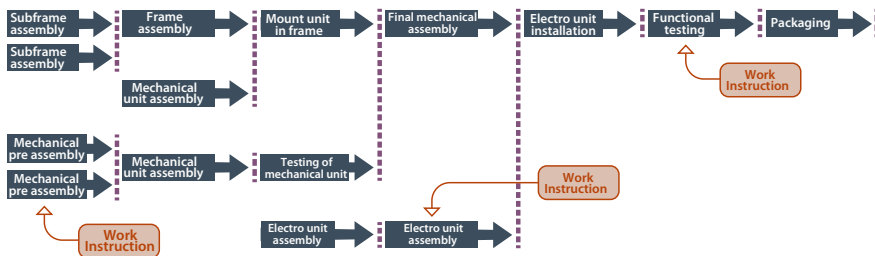 Subframe
assembly
Frame
assembly
Mount unit
in frame
Final mechanical
assembly
Electro unit
installation
Functional
testing
Packaging
Subframe
assembly
Mechanical
unit assembly
Work
Instruction
Mechanical
pre assembly
Mechanical
unit assembly
Testing of
mechanical unit
Mechanical
pre assembly
Work
Instruction
Work
Instruction
Electro unit
assembly
Electro unit
assembly